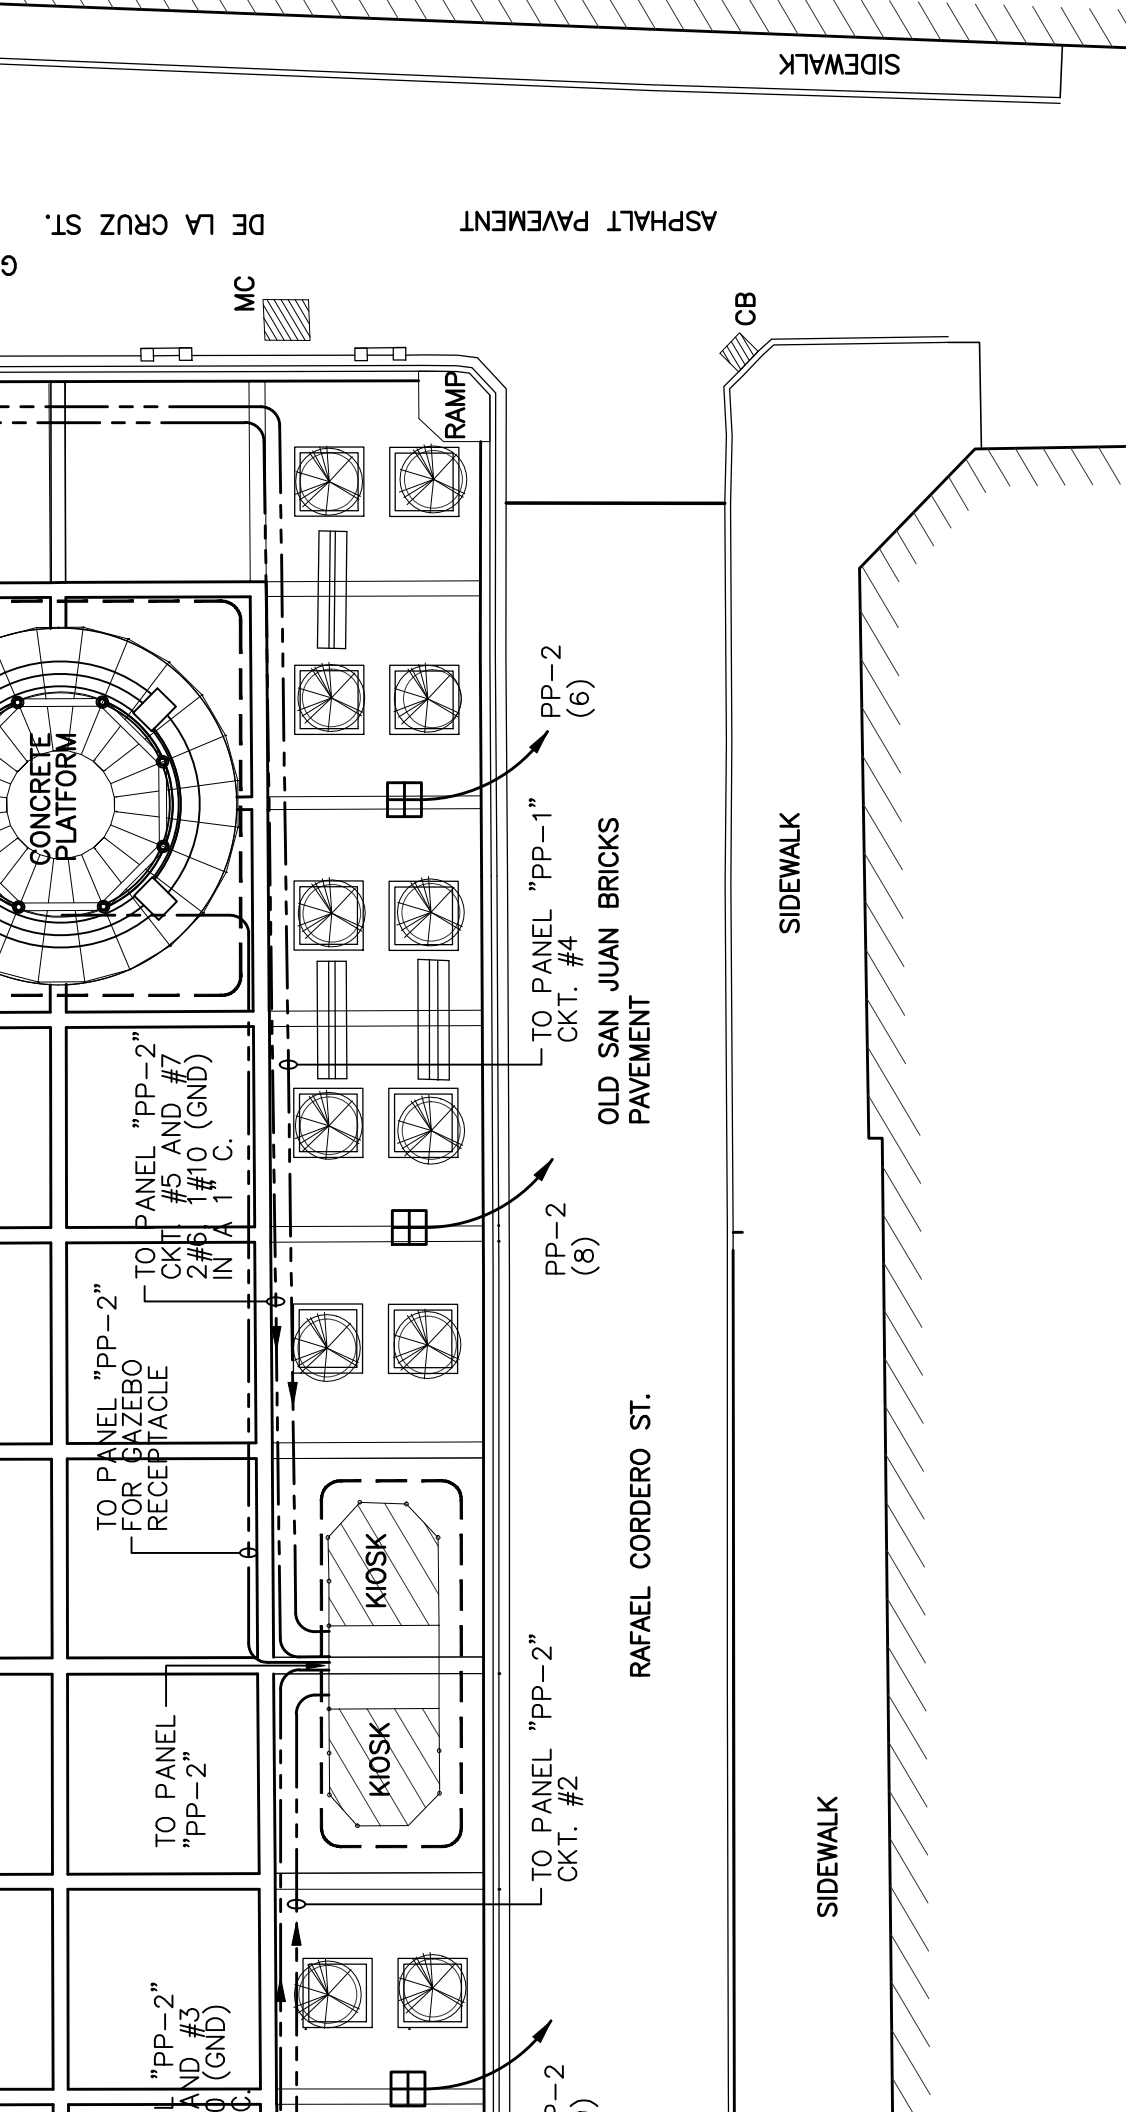 SIDEWALK
DE LA CRUZ ST.
ASPHALT PAVEMENT
G
MC
CB
RAMP
PP-2
(6)
CONCRETE
PLATFORM
TO PANEL "PP-1"
CKT. #4
OLD SAN JUAN BRICKS
PAVEMENT
SIDEWALK
TO PANEL "PP-2"
CKT. #5 AND #7
2#6, 1#10 (GND)
IN A 1" C.
PP-2
(8)
TO PANEL "PP-2"
FOR GAZEBO
RECEPTACLE
RAFAEL CORDERO ST.
KIOSK
KIOSK
TO PANEL
"PP-2"
TO PANEL "PP-2"
CKT. #2
SIDEWALK
"PP-2"
AND #3
(GND)
C.
PP-2